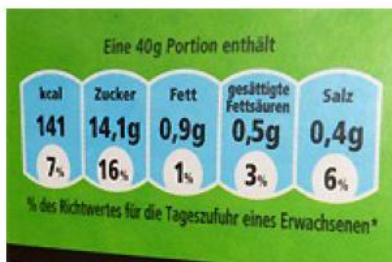 Eine 40g Portion enthält
kcal Zucker Fett gesättigte Fettsäuren Salz
141 14,1g 0,9g 0,5g 0,4g
7% 16% 1% 3% 6%
% des Richtwertes für die Tageszufuhr eines Erwachsenen*